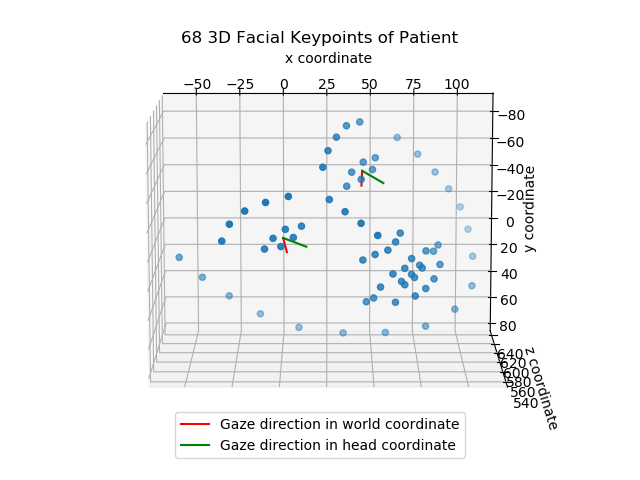 68 3D Facial Keypoints of Patient
x coordinate
−50 −25 0 25 50 75 100
−80
−60
−40
−20
0
20
40
60
80
y coordinate
640
620
600
580
560
540
z coordinate
Gaze direction in world coordinate
Gaze direction in head coordinate